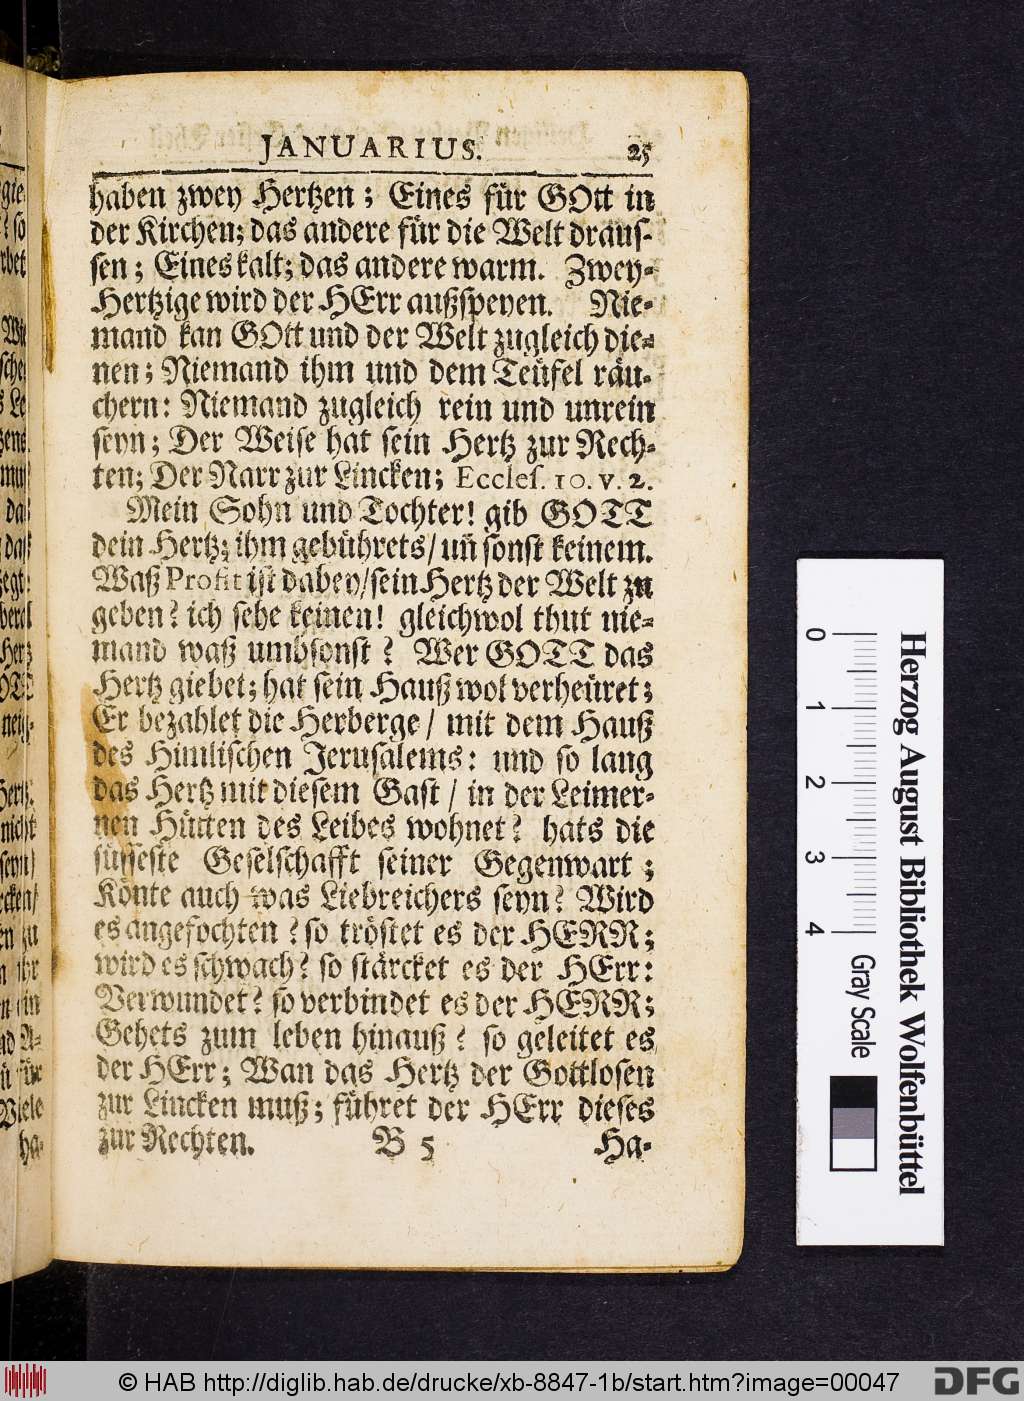 JANUARIUS. 25
haben zwey Hertzen; Eines für GOtt in
der Kirchen; das andere für die Welt draus-
sen; Eines kalt; das andere warm. Zwey-
Hertzige wird der HErr außspeyen. Nie-
mand kan GOtt und der Welt zugleich die-
nen; Niemand ihm und dem Teüfel räu-
chern: Niemand zugleich rein und unrein
seyn; Der Weise hat sein Hertz zur Rech-
ten; Der Narr zur Lincken; Eccles. 10. v. 2.
Mein Sohn und Tochter! gib GOTT
dein Hertz; ihm gebührets/ uñ sonst keinem.
Waß Profit ist dabey/ sein Hertz der Welt zu
geben? ich sehe keinen! gleichwol thut nie-
mand waß umbsonst? Wer GOTT das
Hertz giebet; hat sein Hauß wol verheüret;
Er bezahlet die Herberge/ mit dem Hauß
des Himlischen Jerusalems: und so lang
das Hertz mit diesem Gast/ in der Leimer-
nen Hütten des Leibes wohnet? hats die
süsseste Geselschafft seiner Gegenwart;
Könte auch was Liebreichers seyn? Wird
es angefochten? so tröstet es der HERR;
wird es schwach? so stärcket es der HErr:
Verwundet? so verbindet es der HERR;
Gehets zum leben hinauß? so geleitet es
der HErr; Wan das Hertz der Gottlosen
zur Lincken muß; führet der HErr dieses
zur Rechten. B 5 Ha-
0 1 2 3 4
Gray Scale
Herzog August Bibliothek Wolfenbüttel
© HAB http://diglib.hab.de/drucke/xb-8847-1b/start.htm?image=00047
DFG